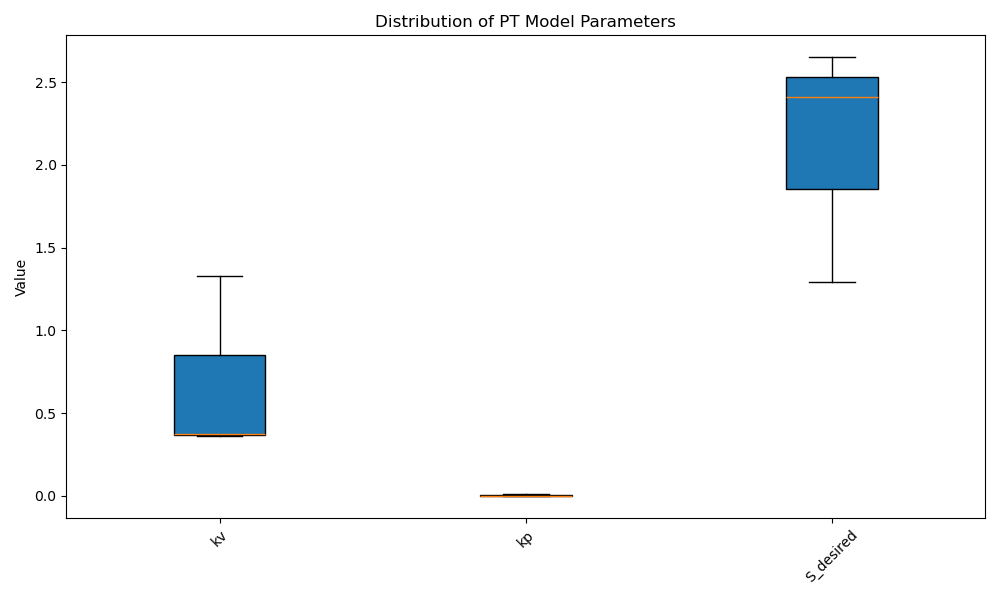 Distribution of PT Model Parameters
Value
2.5
2.0
1.5
1.0
0.5
0.0
kv
kp
S_desired